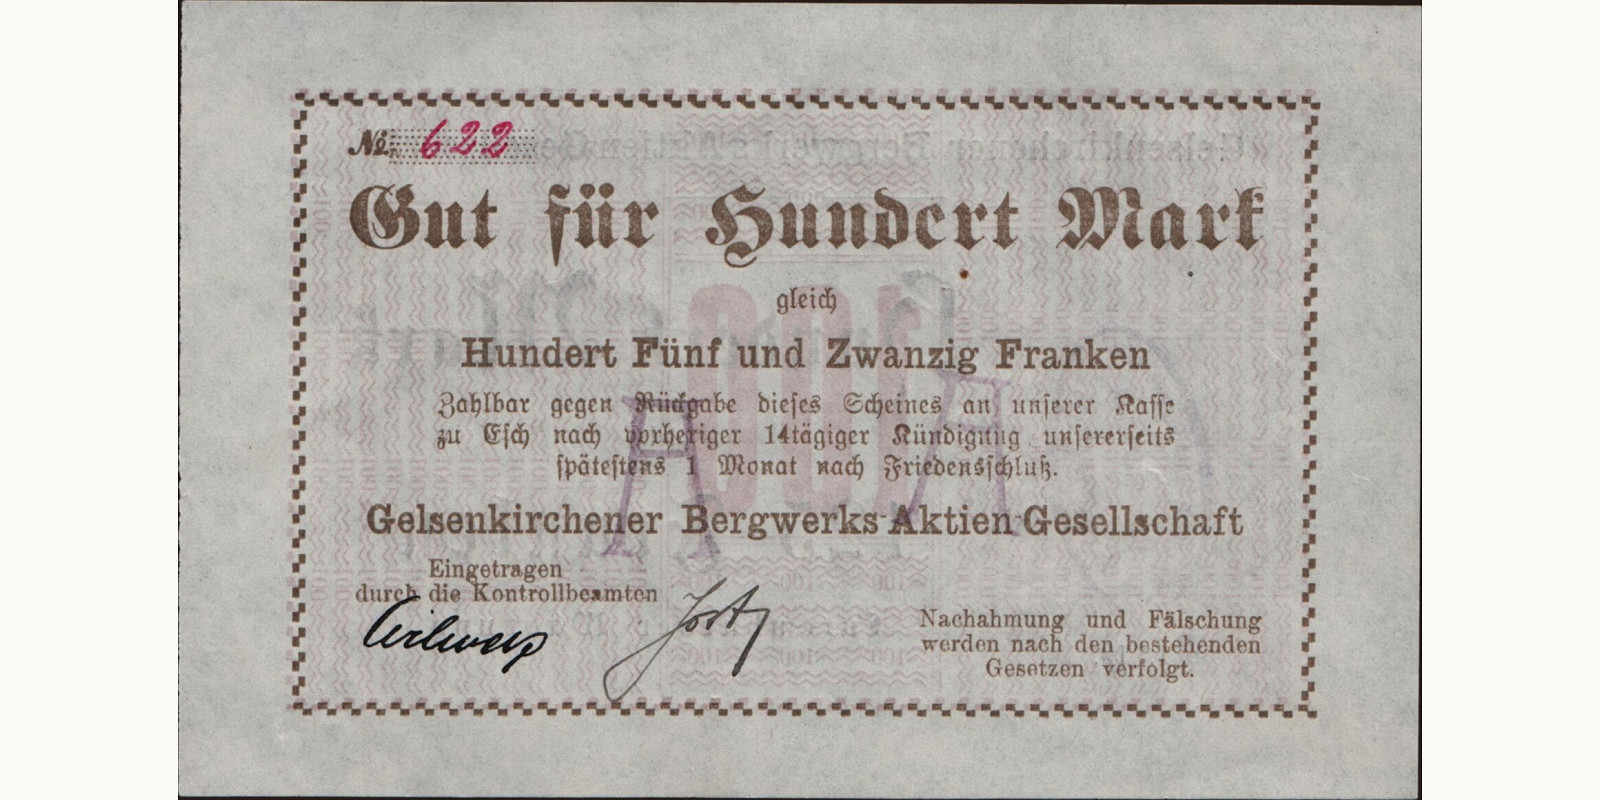 № 622
Gut für Hundert Mark
gleich
Hundert Fünf und Zwanzig Franken
Zahlbar gegen Rückgabe dieses Scheines an unserer Kasse
zu Esch nach vorheriger 14tägiger Kündigung unsererseits
spätestens 1 Monat nach Friedensschluß.
Gelsenkirchener Bergwerks-Aktien-Gesellschaft
Eingetragen
durch die Kontrollbeamten
Nachahmung und Fälschung
werden nach den bestehenden
Gesetzen verfolgt.